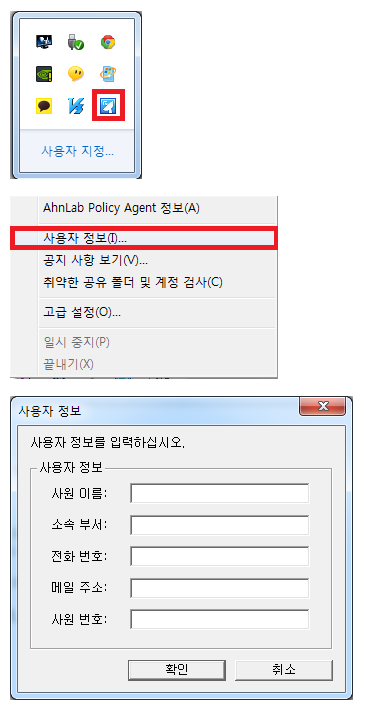 사용자 지정...
AhnLab Policy Agent 정보(A)
사용자 정보(I)...
공지 사항 보기(V)...
취약한 공유 폴더 및 계정 검사(C)
고급 설정(O)...
일시 중지(P)
끝내기(X)
사용자 정보
사용자 정보를 입력하십시오.
사용자 정보
사원 이름:
소속 부서:
전화 번호:
메일 주소:
사원 번호:
확인
취소